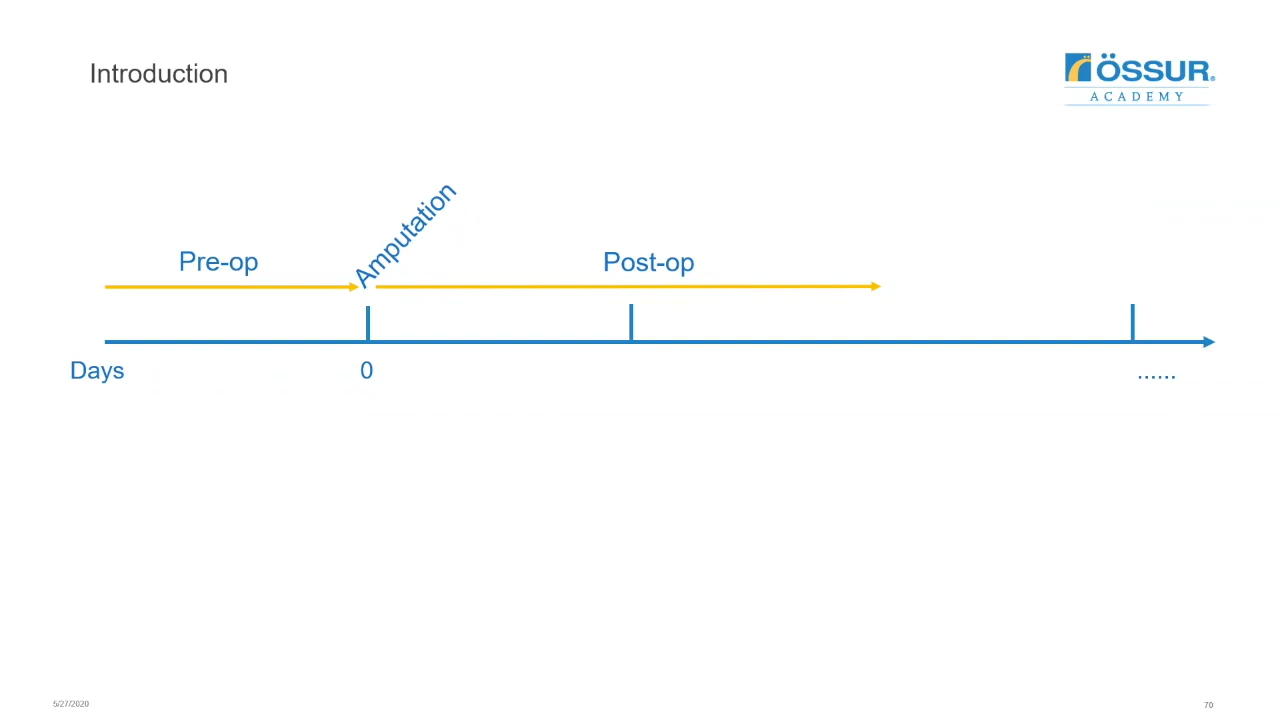 Introduction
ÖSSUR®
ACADEMY
Amputation
Pre-op
Post-op
Days
0
......
5/27/2020
70